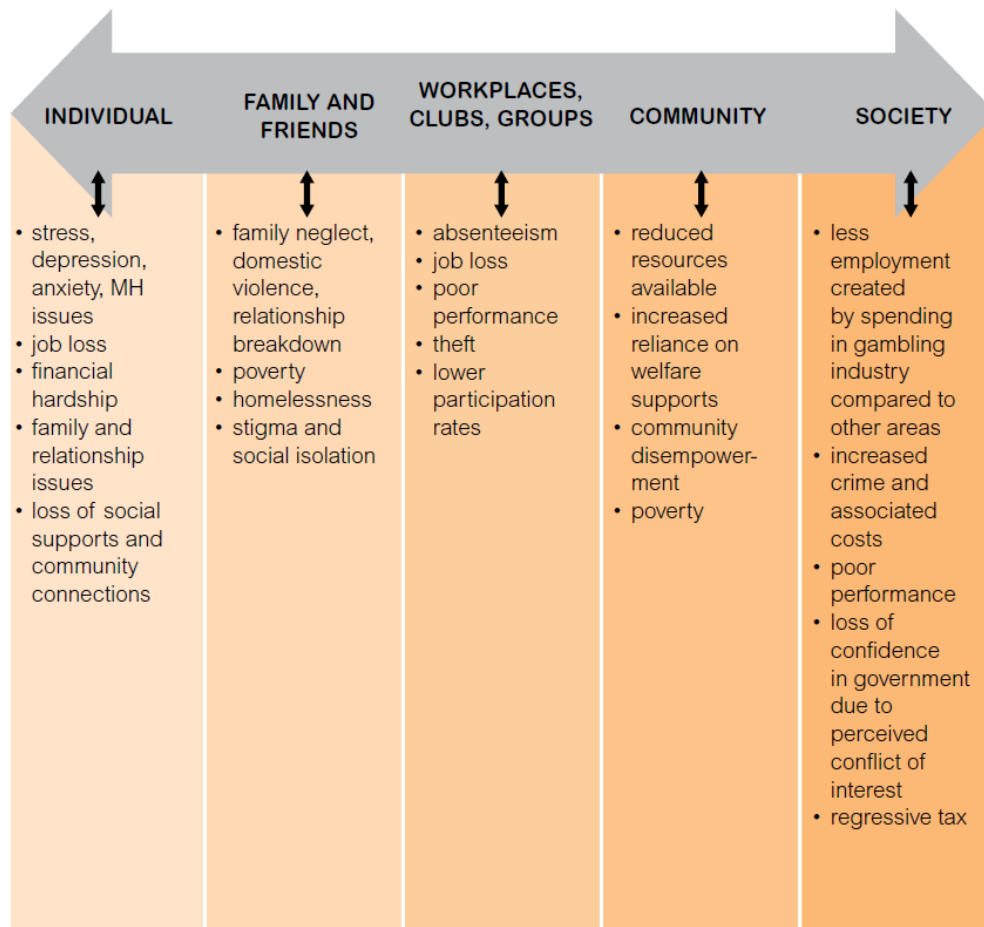 INDIVIDUAL
FAMILY AND
FRIENDS
WORKPLACES,
CLUBS, GROUPS
COMMUNITY
SOCIETY
• stress,
depression,
anxiety, MH
issues
• job loss
• financial
hardship
• family and
relationship
issues
• loss of social
supports and
community
connections
• family neglect,
domestic
violence,
relationship
breakdown
• poverty
• homelessness
• stigma and
social isolation
• absenteeism
• job loss
• poor
performance
• theft
• lower
participation
rates
• reduced
resources
available
• increased
reliance on
welfare
supports
• community
disempower-
ment
• poverty
• less
employment
created
by spending
in gambling
industry
compared to
other areas
• increased
crime and
associated
costs
• poor
performance
• loss of
confidence
in government
due to
perceived
conflict of
interest
• regressive tax